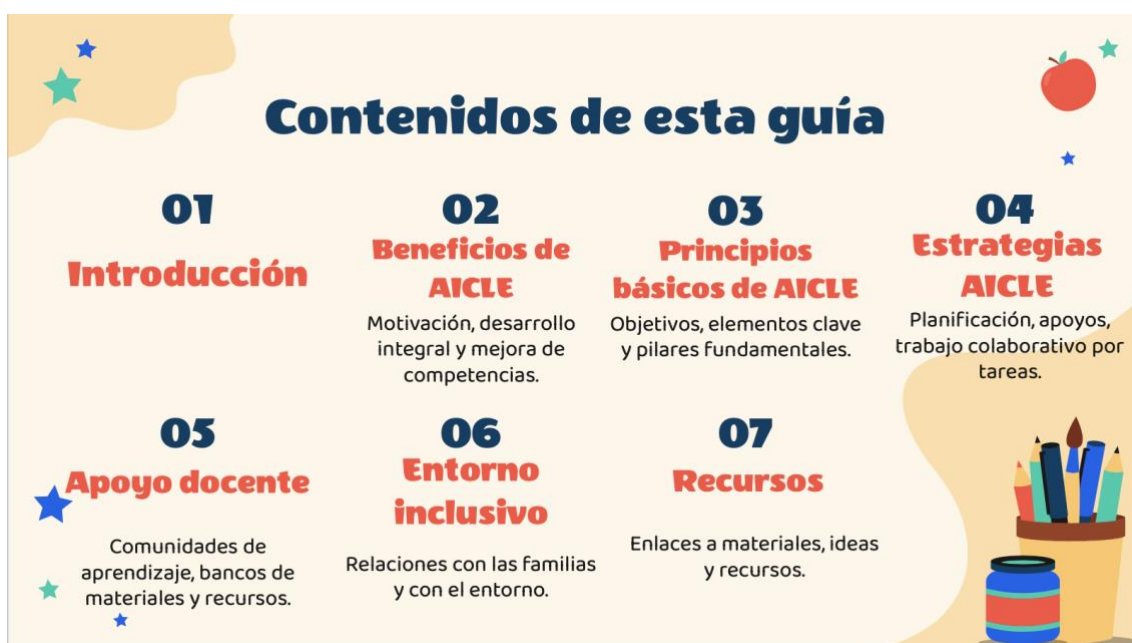 Contenidos de esta guía
01
Introducción
02
Beneficios de
AICLE
Motivación, desarrollo
integral y mejora de
competencias.
03
Principios
básicos de AICLE
Objetivos, elementos clave
y pilares fundamentales.
04
Estrategias
AICLE
Planificación, apoyos,
trabajo colaborativo por
tareas.
05
Apoyo docente
Comunidades de
aprendizaje, bancos de
materiales y recursos.
06
Entorno
inclusivo
Relaciones con las familias
y con el entorno.
07
Recursos
Enlaces a materiales, ideas
y recursos.